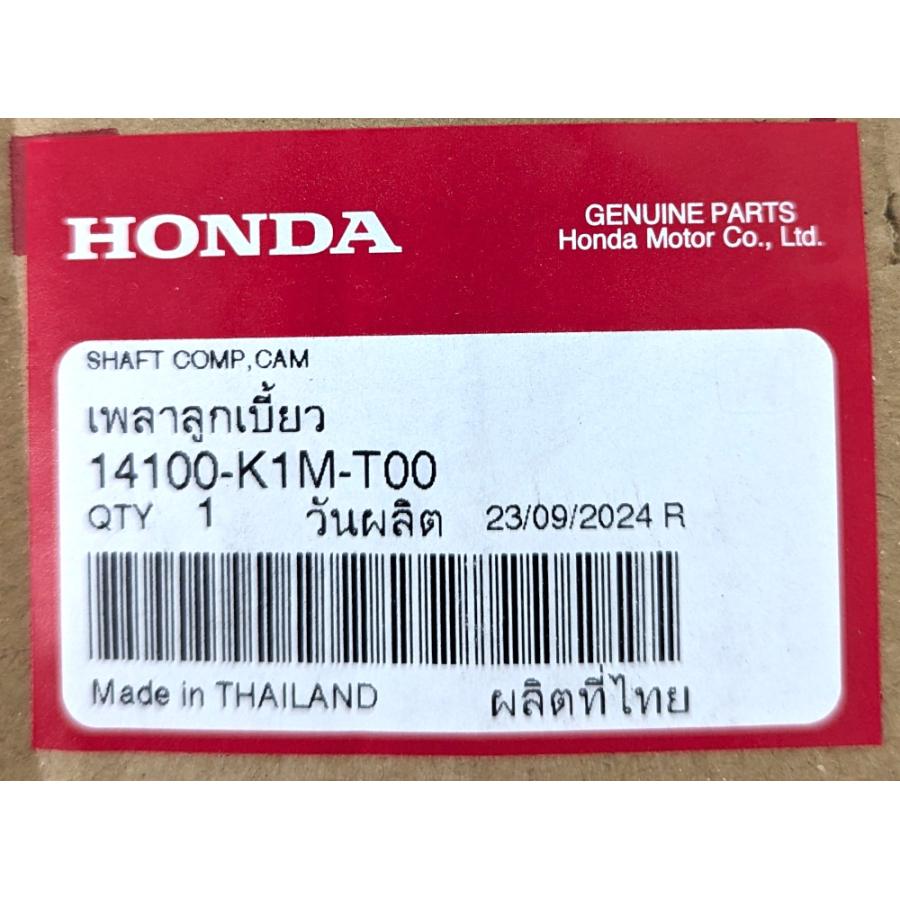 HONDA
GENUINE PARTS
Honda Motor Co., Ltd.
SHAFT COMP,CAM
เพลาลูกเบี้ยว
14100-K1M-T00
QTY 1 วันผลิต 23/09/2024 R
Made in THAILAND ผลิตที่ไทย